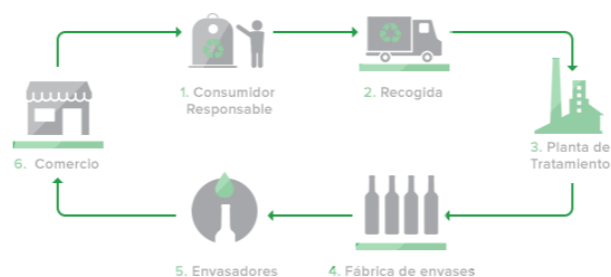 1. Consumidor
Responsable
2. Recogida
3. Planta de
Tratamiento
6. Comercio
5. Envasadores
4. Fábrica de envases